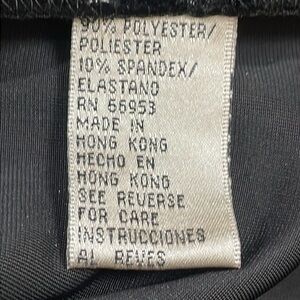 90% POLYESTER/
POLIESTER
10% SPANDEX/
ELASTANO
RN 66953
MADE IN
HONG KONG
HECHO EN
HONG KONG
SEE REVERSE
FOR CARE
INSTRUCCIONES
AL REVES